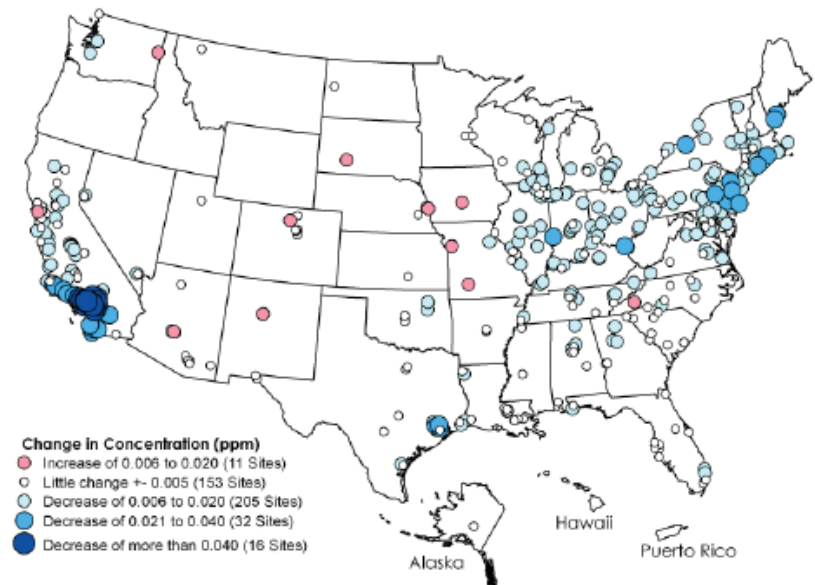 Change in Concentration (ppm)
Increase of 0.006 to 0.020 (11 Sites)
Little change +- 0.005 (153 Sites)
Decrease of 0.006 to 0.020 (205 Sites)
Decrease of 0.021 to 0.040 (32 Sites)
Decrease of more than 0.040 (16 Sites)
Alaska
Hawaii
Puerto Rico